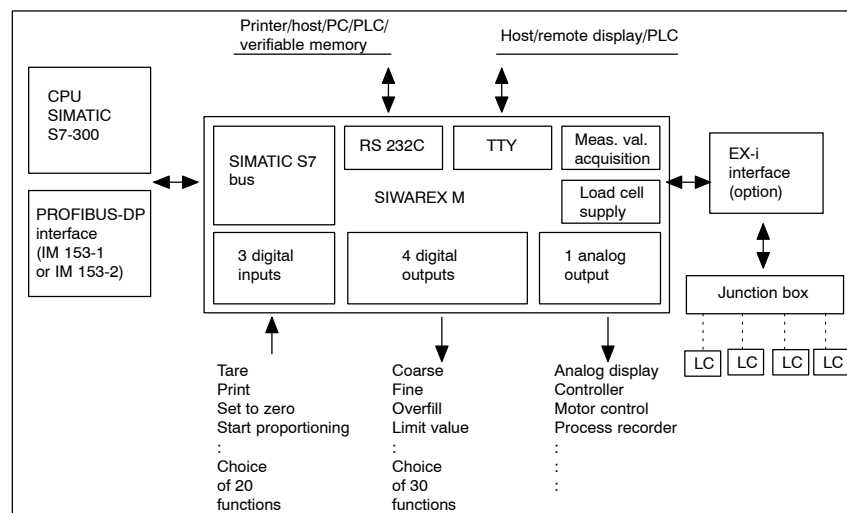 Printer/host/PC/PLC/
verifiable memory
Host/remote display/PLC
CPU
SIMATIC
S7-300
PROFIBUS-DP
interface
(IM 153-1
or IM 153-2)
SIMATIC S7
bus
RS 232C
TTY
Meas. val.
acquisition
SIWAREX M
Load cell
supply
3 digital
inputs
4 digital
outputs
1 analog
output
EX-i
interface
(option)
Junction box
LC
LC
LC
LC
Tare
Print
Set to zero
Start proportioning
:
Choice
of 20
functions
Coarse
Fine
Overfill
Limit value
:
Choice
of 30
functions
Analog display
Controller
Motor control
Process recorder
:
:
: